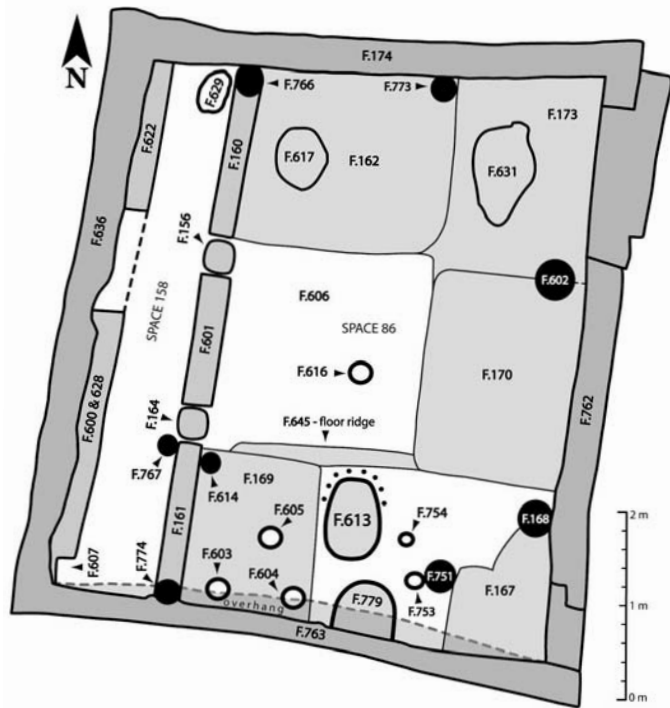 F.174
N
F.629
F.766
F.773
F.173
F.622
F.160
F.617
F.162
F.631
F.636
F.156
F.602
F.606
SPACE 158
SPACE 86
F.601
F.616
F.170
F.762
F.600 & 628
F.164
F.645 - floor ridge
F.767
F.614
F.169
F.605
F.613
F.754
F.168
2 m
F.161
F.607
F.774
F.603
F.604
F.751
F.753
F.167
F.779
overhang
1 m
F.763
0 m